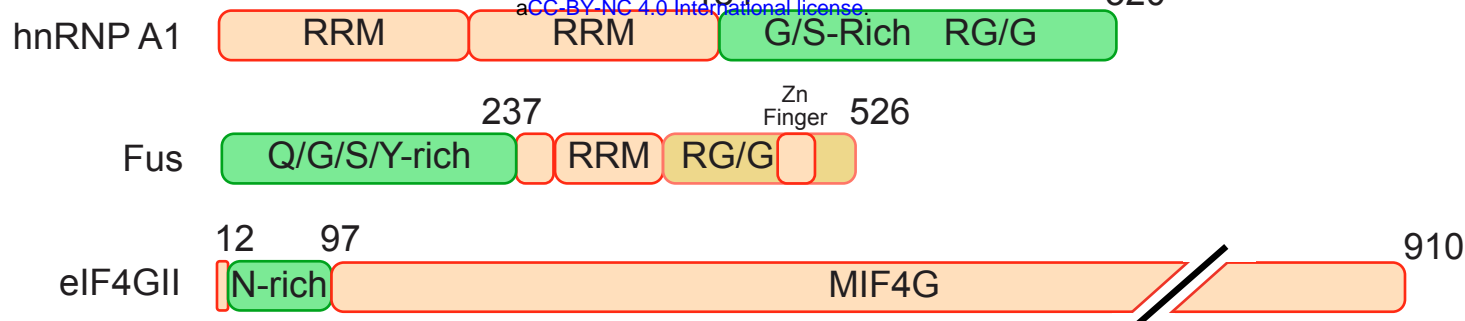 aCC-BY-NC 4.0 International license.
hnRNP A1 RRM RRM G/S-Rich RG/G
237 Zn Finger 526
Fus Q/G/S/Y-rich RRM RG/G
12 97 910
eIF4GII N-rich MIF4G